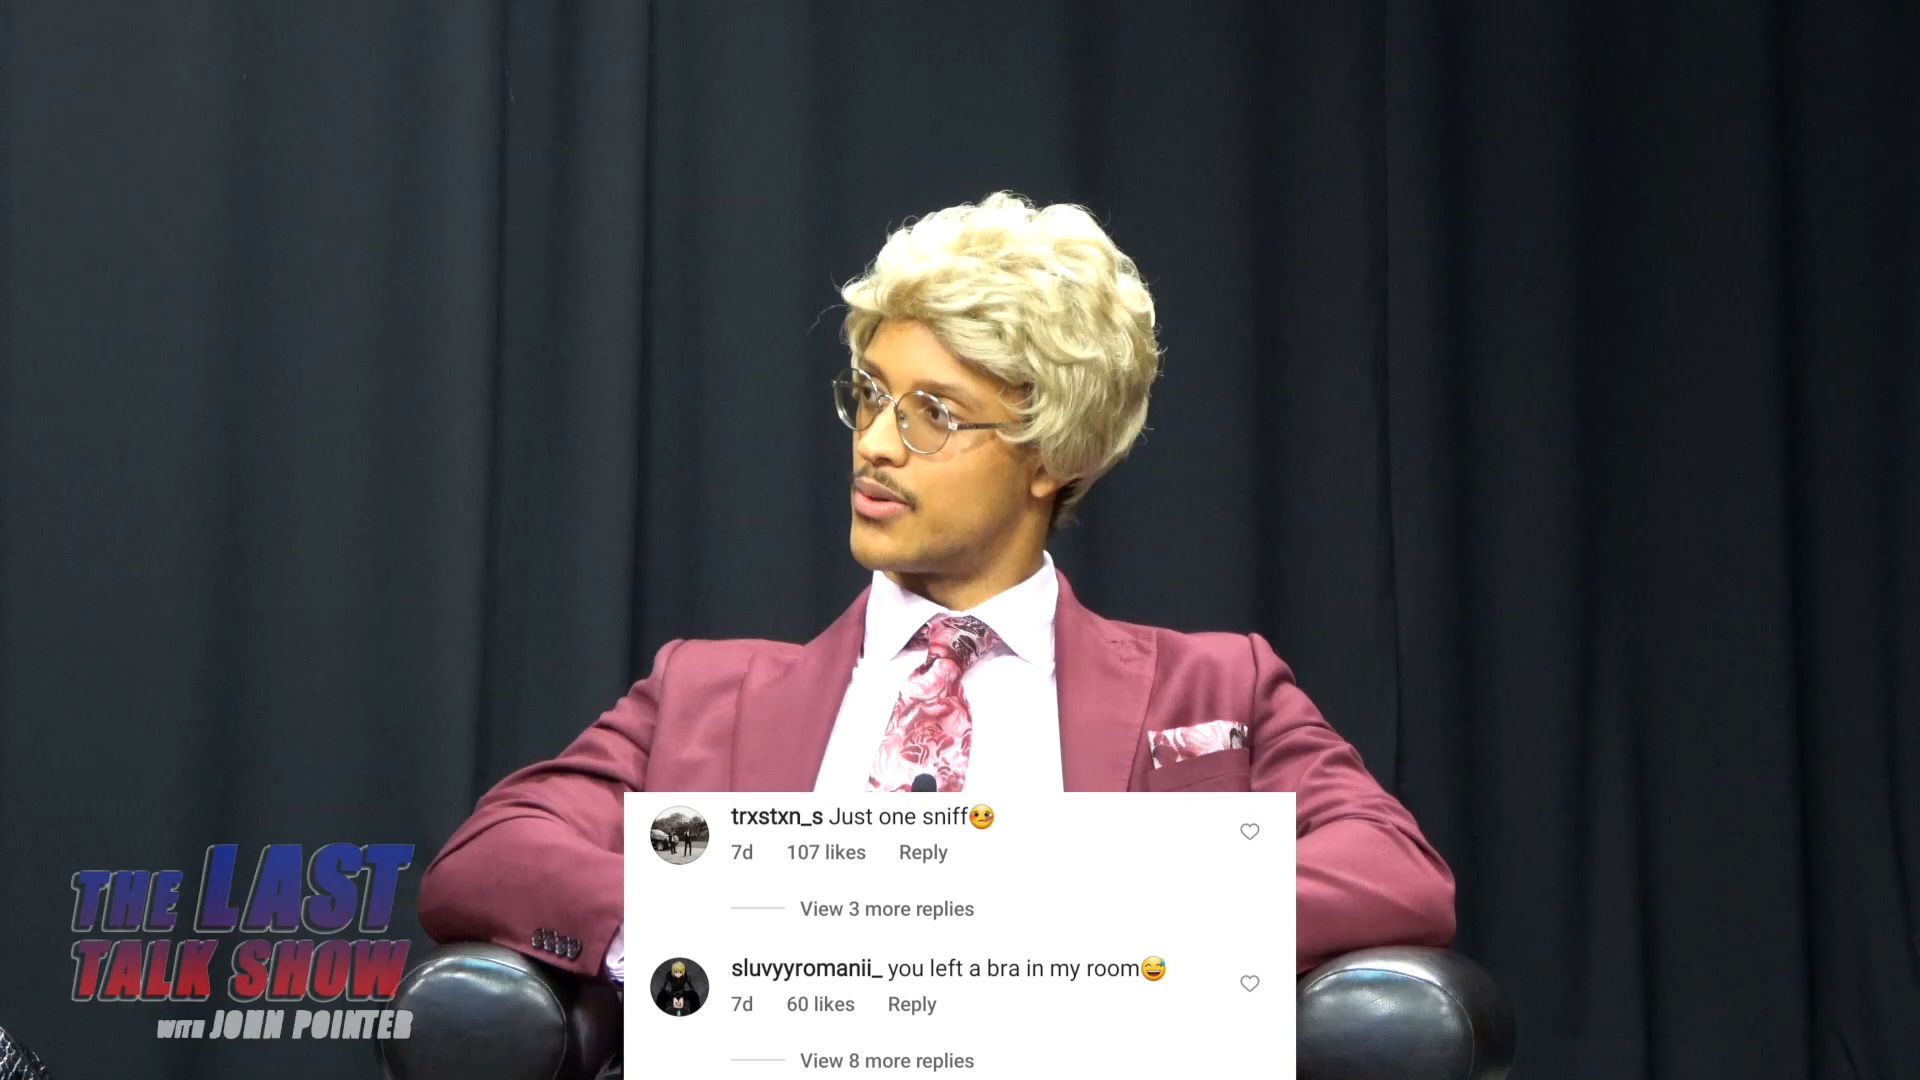 trxstxn_s Just one sniff🤒
7d 107 likes Reply
View 3 more replies
sluvyyromanii_ you left a bra in my room😅
7d 60 likes Reply
View 8 more replies
THE LAST
TALK SHOW
WITH JOHN POINTER